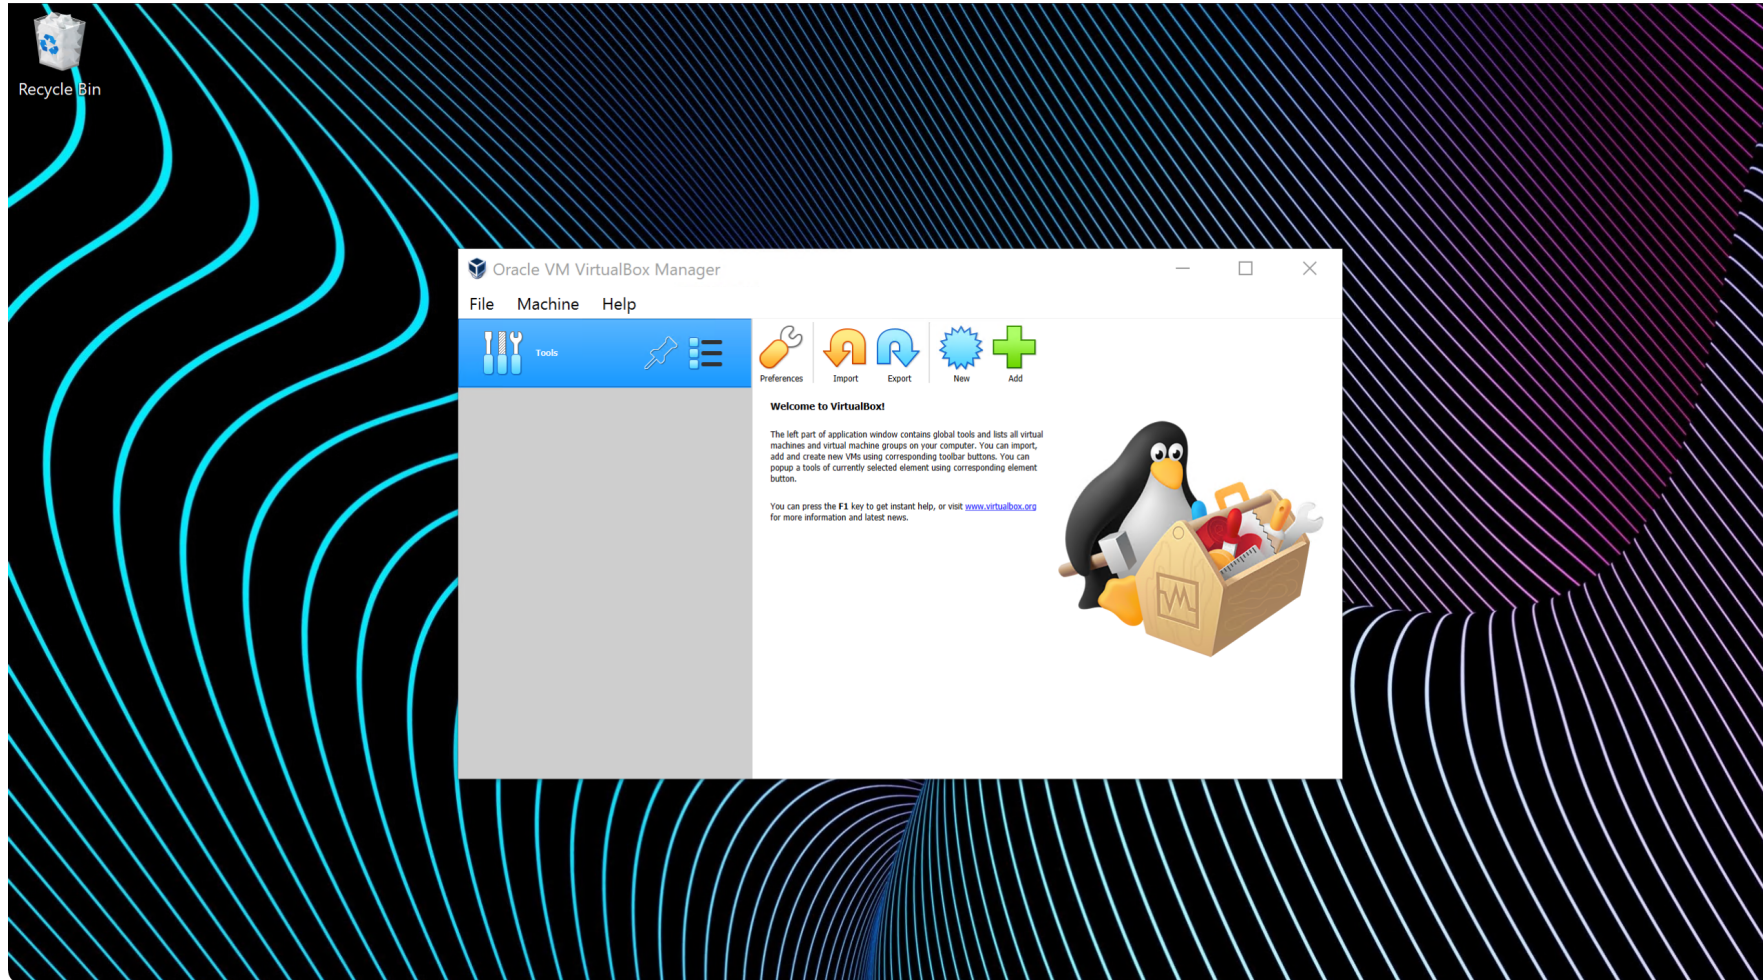 Recycle Bin
Oracle VM VirtualBox Manager
File Machine Help
Tools
Preferences Import Export New Add
Welcome to VirtualBox!
The left part of application window contains global tools and lists all virtual
machines and virtual machine groups on your computer. You can import,
add and create new VMs using corresponding toolbar buttons. You can
popup a tools of currently selected element using corresponding element
button.
You can press the F1 key to get instant help, or visit www.virtualbox.org
for more information and latest news.